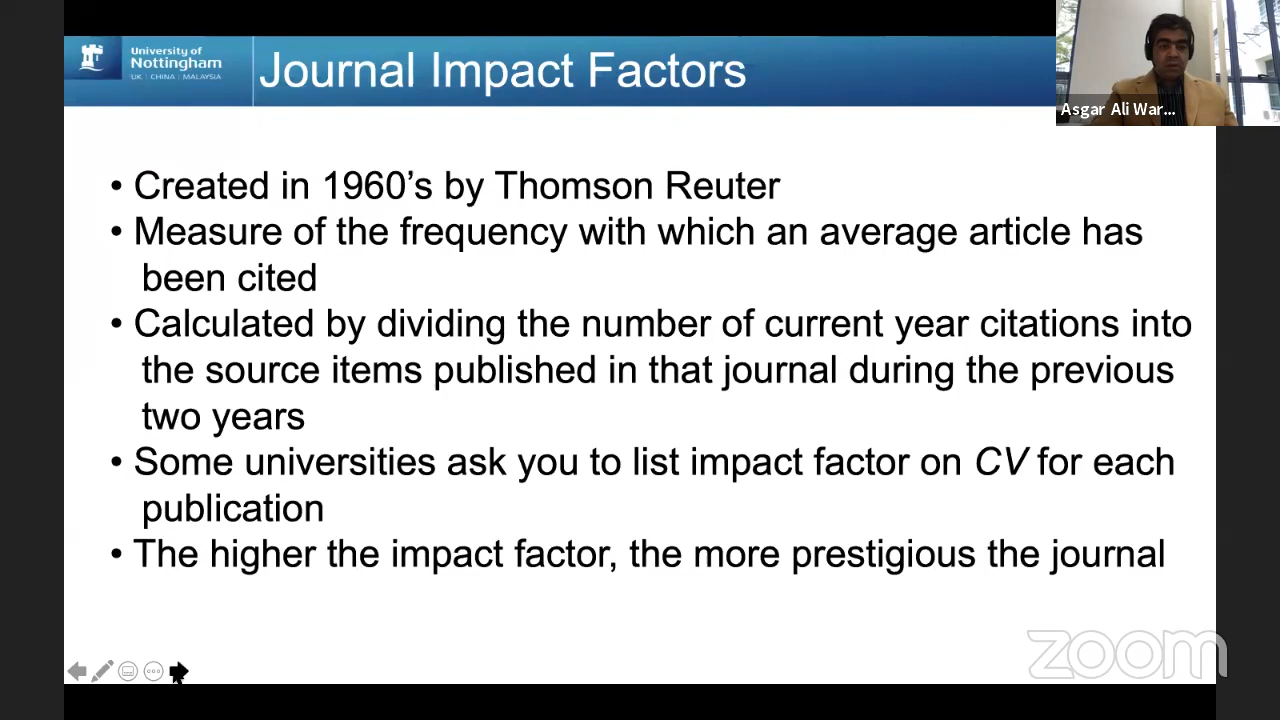 University of
Nottingham
UK | CHINA | MALAYSIA
Journal Impact Factors
Asgar Ali War...
• Created in 1960’s by Thomson Reuter
• Measure of the frequency with which an average article has
been cited
• Calculated by dividing the number of current year citations into
the source items published in that journal during the previous
two years
• Some universities ask you to list impact factor on CV for each
publication
• The higher the impact factor, the more prestigious the journal
zoom